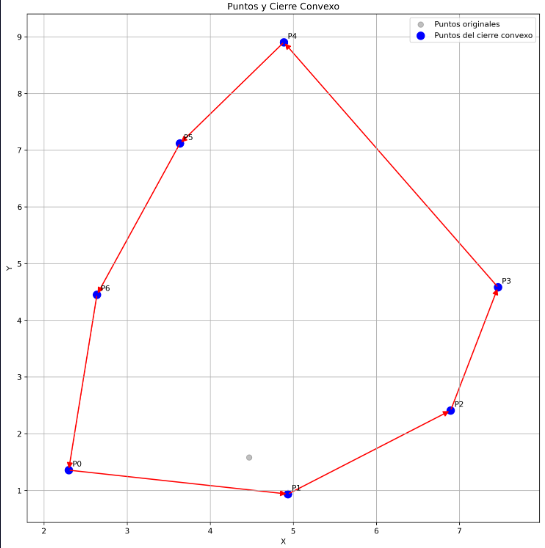 Puntos y Cierre Convexo
Puntos originales
Puntos del cierre convexo
9
8
7
6
5
4
3
2
1
Y
P4
P5
P6
P3
P2
P0
P1
2
3
4
5
6
7
X